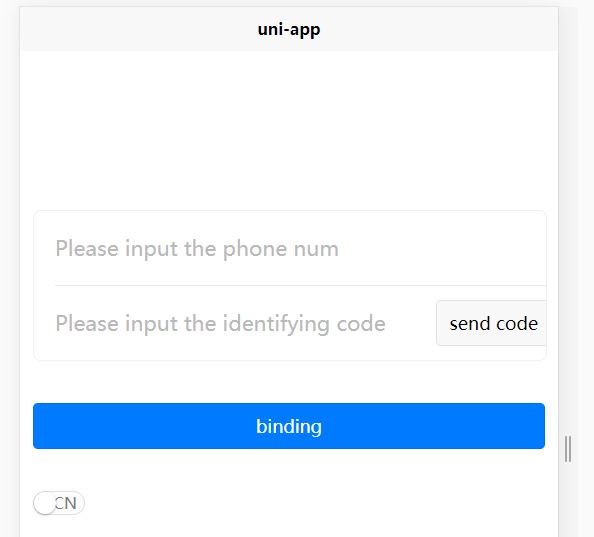 uni-app
Please input the phone num
Please input the identifying code
send code
binding
CN